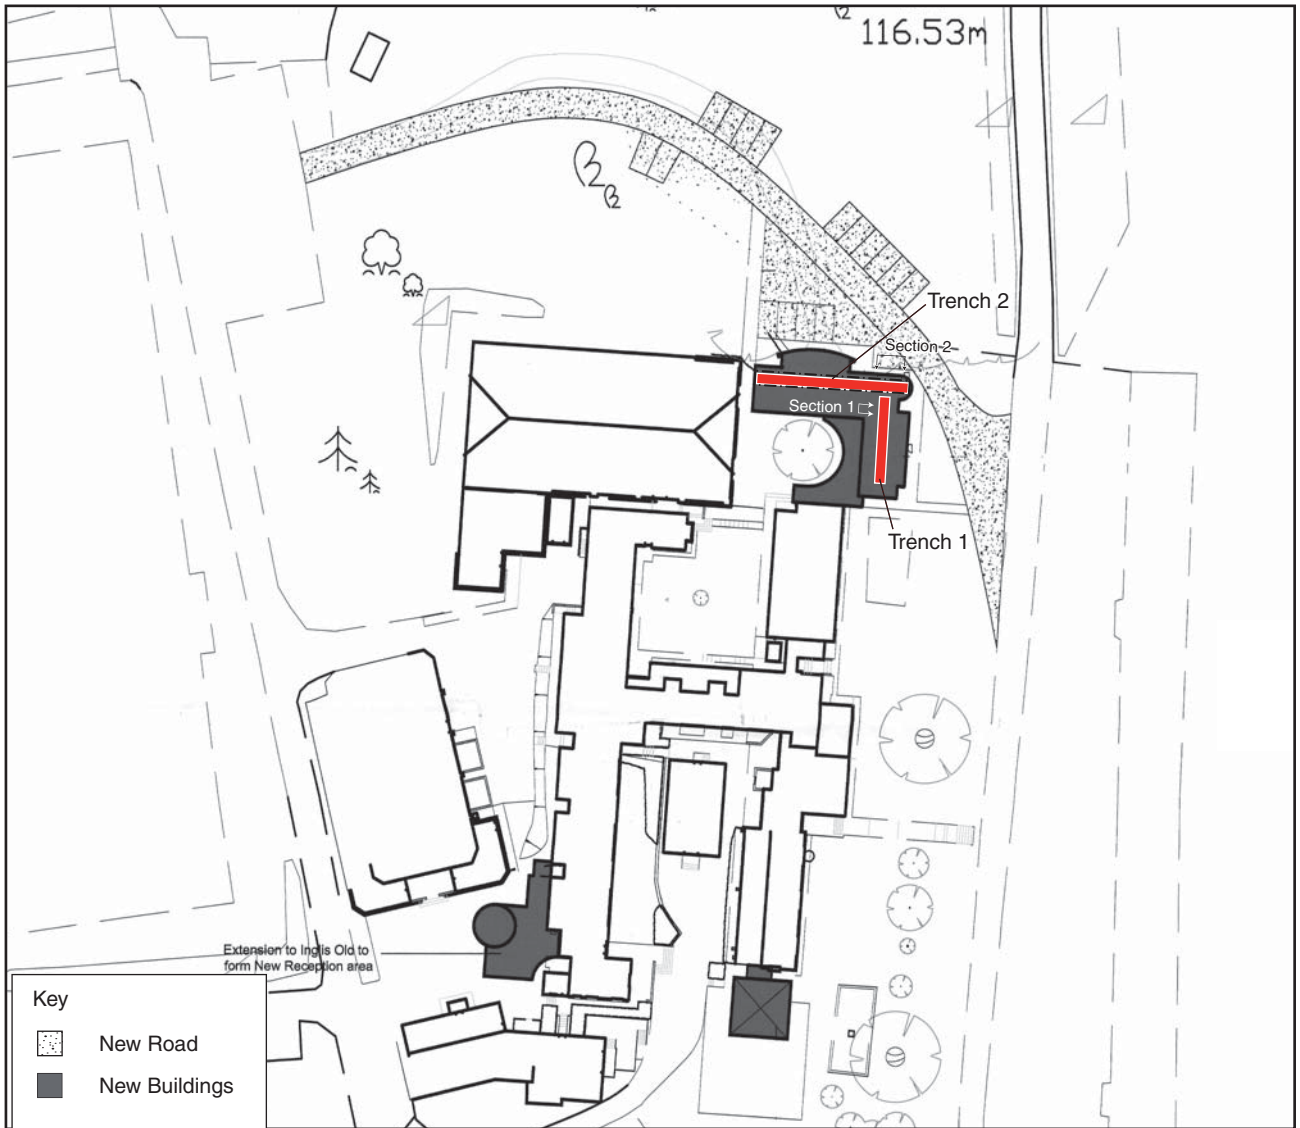 116.53m
Trench 2
Section 2
Section 1
Trench 1
Extension to Inglis Old to
form New Reception area
Key
New Road
New Buildings